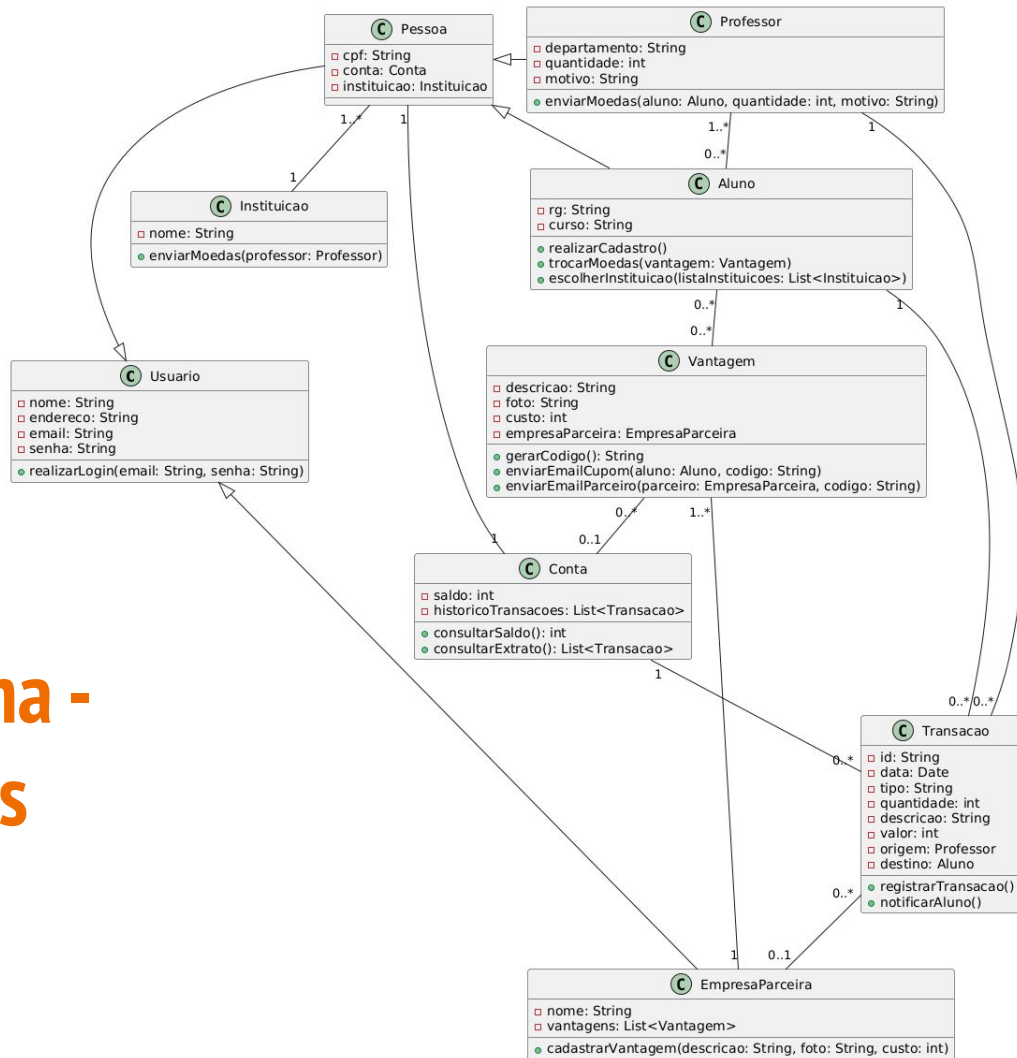 C Pessoa
cpf: String
conta: Conta
instituicao: Instituicao
C Professor
departamento: String
quantidade: int
motivo: String
enviarMoedas(aluno: Aluno, quantidade: int, motivo: String)
1..*
1
1..*
1
0..*
1
C Instituicao
nome: String
enviarMoedas(professor: Professor)
C Aluno
rg: String
curso: String
realizarCadastro()
trocarMoedas(vantagem: Vantagem)
escolherInstituicao(listaInstituicoes: List<Instituicao>)
0..*
1
0..*
C Usuario
nome: String
endereco: String
email: String
senha: String
realizarLogin(email: String, senha: String)
C Vantagem
descricao: String
foto: String
custo: int
empresaParceira: EmpresaParceira
gerarCodigo(): String
enviarEmailCupom(aluno: Aluno, codigo: String)
enviarEmailParceiro(parceiro: EmpresaParceira, codigo: String)
0..*
1..*
1
0..1
C Conta
saldo: int
historicoTransacoes: List<Transacao>
consultarSaldo(): int
consultarExtrato(): List<Transacao>
1
0..*
0..*
0..*
na -
s
C Transacao
id: String
data: Date
tipo: String
quantidade: int
descricao: String
valor: int
origem: Professor
destino: Aluno
registrarTransacao()
notificarAluno()
0..*
1
0..1
C EmpresaParceira
nome: String
vantagens: List<Vantagem>
cadastrarVantagem(descricao: String, foto: String, custo: int)